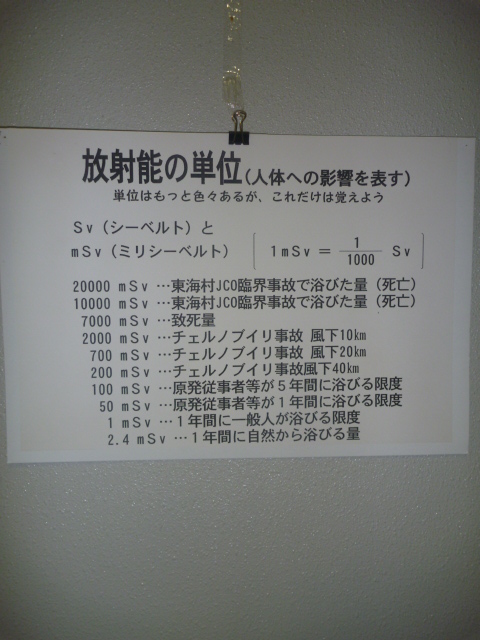 放射能の単位(人体への影響を表す)
単位はもっと色々あるが、これだけは覚えよう
Sv(シーベルト)と
mSv(ミリシーベルト) [ 1mSv = 1/1000 Sv ]
20000 mSv …東海村JCO臨界事故で浴びた量(死亡)
10000 mSv …東海村JCO臨界事故で浴びた量(死亡)
7000 mSv …致死量
2000 mSv …チェルノブイリ事故 風下10km
700 mSv …チェルノブイリ事故 風下20km
200 mSv …チェルノブイリ事故風下40km
100 mSv …原発従事者等が5年間に浴びる限度
50 mSv …原発従事者等が1年間に浴びる限度
1 mSv …1年間に一般人が浴びる限度
2.4 mSv …1年間に自然から浴びる量